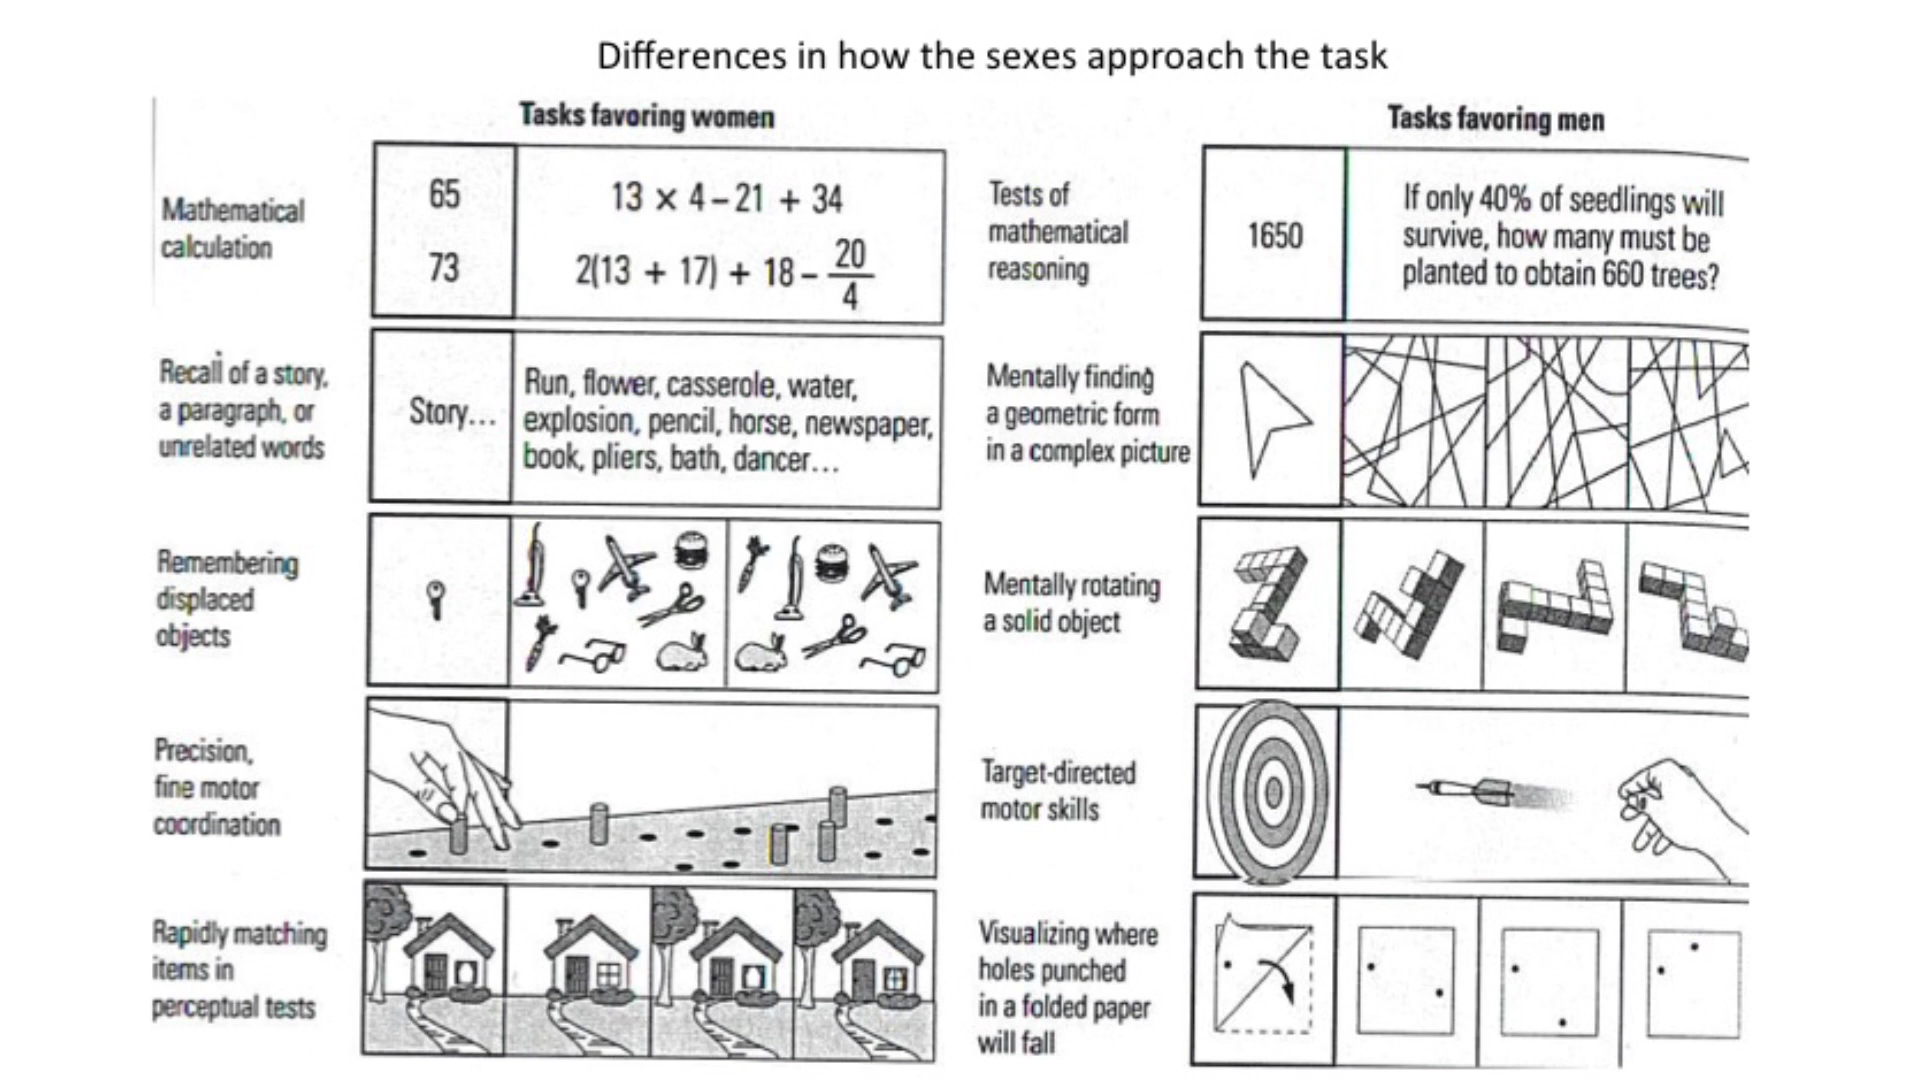 Differences in how the sexes approach the task
Tasks favoring women
Mathematical
calculation
65
13 × 4 – 21 + 34
73
2(13 + 17) + 18 – 20/4
Recall of a story,
a paragraph, or
unrelated words
Story...
Run, flower, casserole, water,
explosion, pencil, horse, newspaper,
book, pliers, bath, dancer...
Remembering
displaced
objects
Precision,
fine motor
coordination
Rapidly matching
items in
perceptual tests
Tasks favoring men
Tests of
mathematical
reasoning
1650
If only 40% of seedlings will
survive, how many must be
planted to obtain 660 trees?
Mentally finding
a geometric form
in a complex picture
Mentally rotating
a solid object
Target-directed
motor skills
Visualizing where
holes punched
in a folded paper
will fall